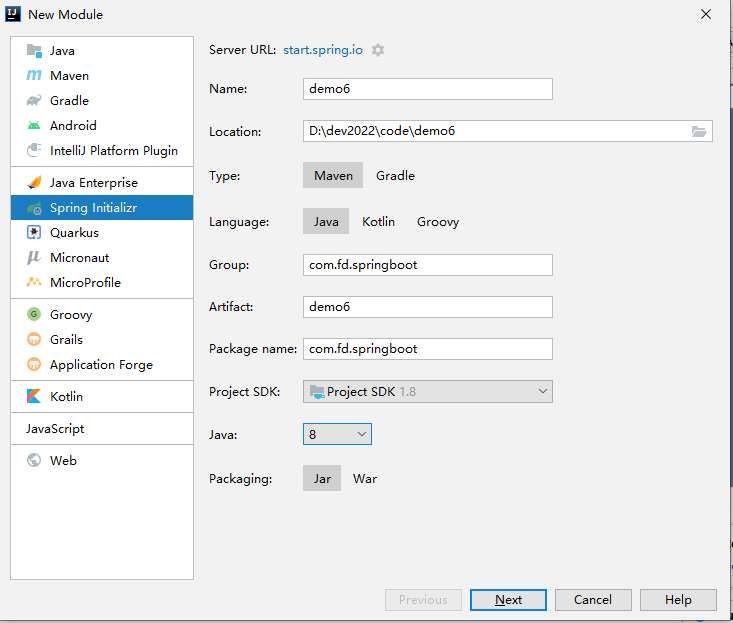 New Module
Java
Maven
Gradle
Android
IntelliJ Platform Plugin
Java Enterprise
Spring Initializr
Quarkus
Micronaut
MicroProfile
Groovy
Grails
Application Forge
Kotlin
JavaScript
Web
Server URL: start.spring.io
Name: demo6
Location: D:\dev2022\code\demo6
Type: Maven Gradle
Language: Java Kotlin Groovy
Group: com.fd.springboot
Artifact: demo6
Package name: com.fd.springboot
Project SDK: Project SDK 1.8
Java: 8
Packaging: Jar War
Previous Next Cancel Help